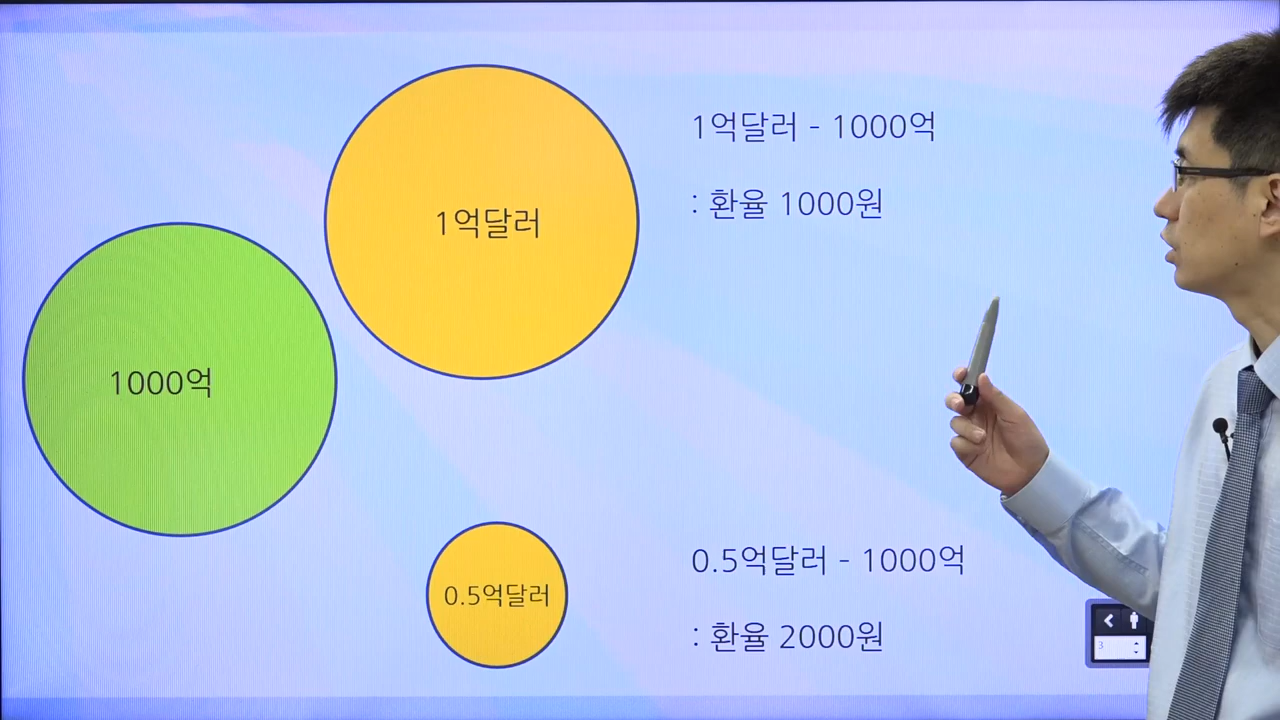 1억달러
1000억
0.5억달러
1억달러 - 1000억
: 환율 1000원
0.5억달러 - 1000억
: 환율 2000원
3